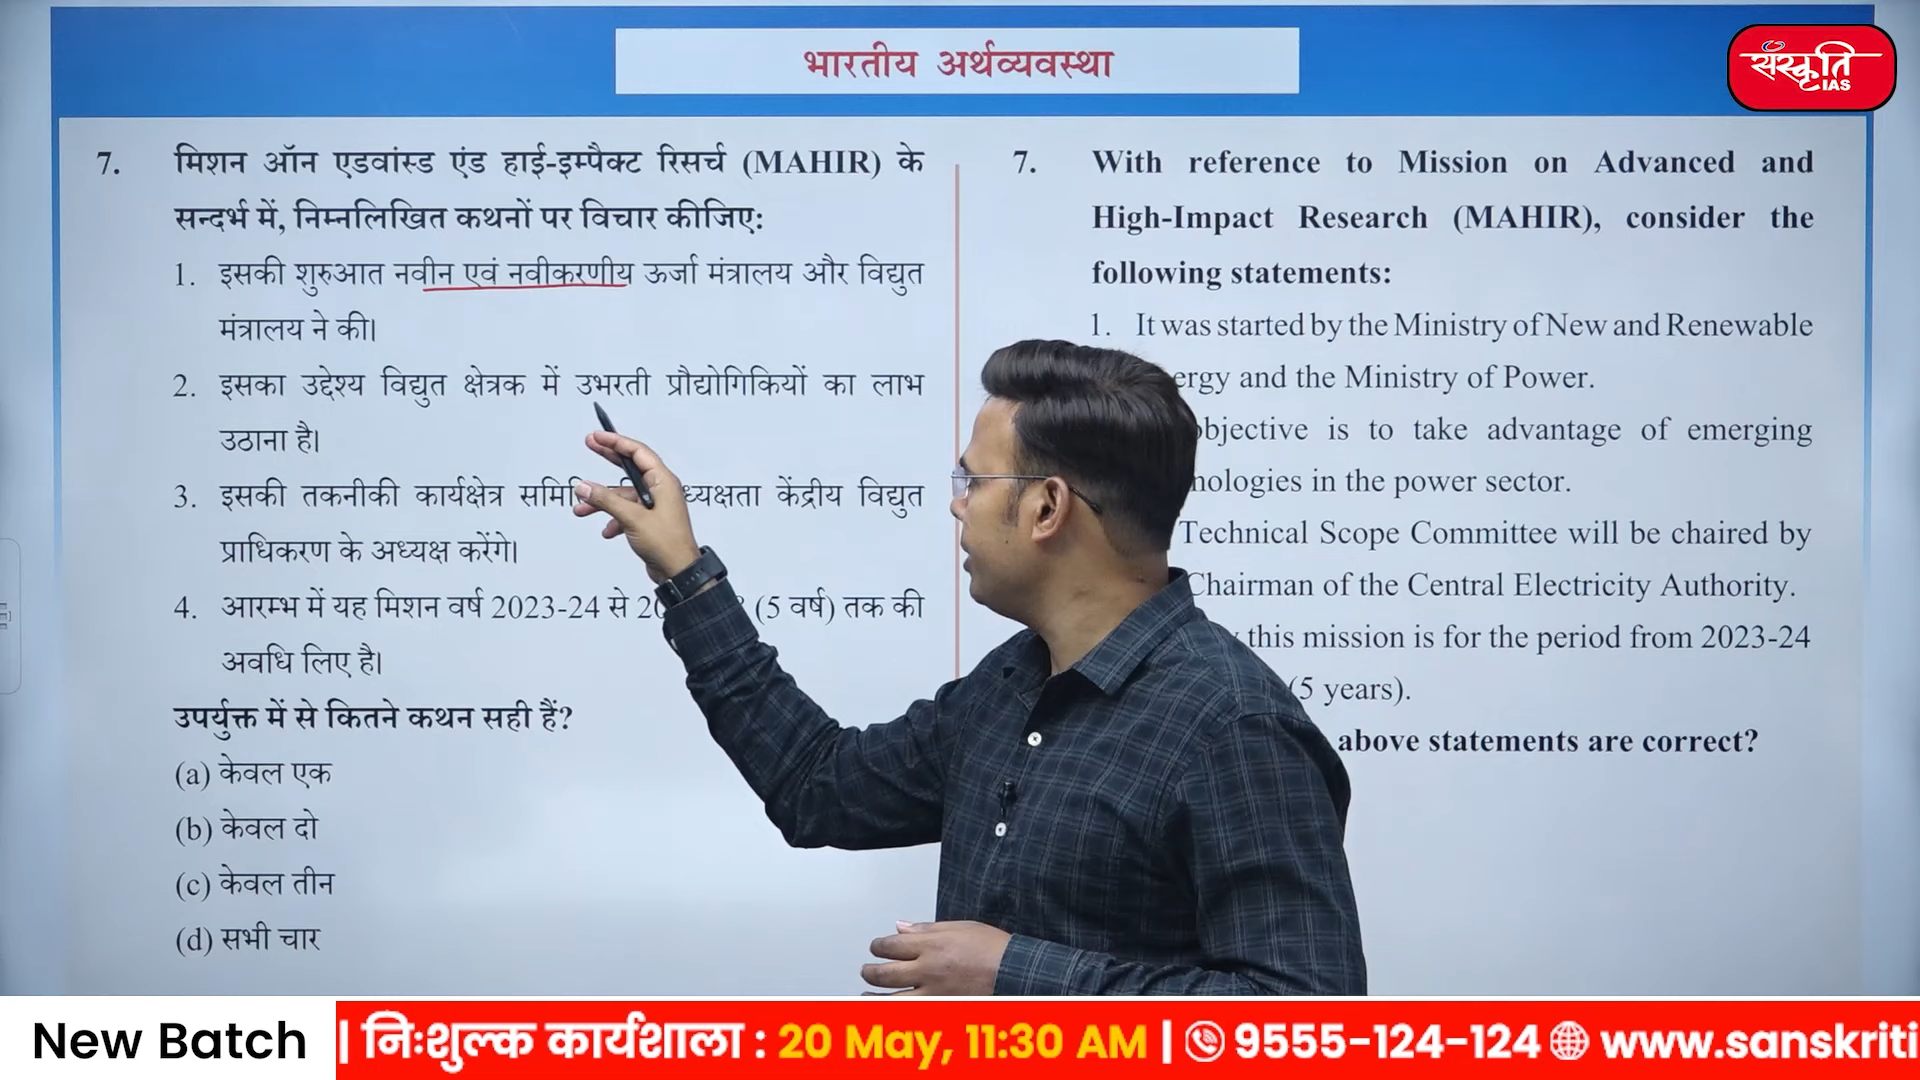 भारतीय अर्थव्यवस्था
संस्कृति
IAS
7. मिशन ऑन एडवांस्ड एंड हाई-इम्पैक्ट रिसर्च (MAHIR) के
सन्दर्भ में, निम्नलिखित कथनों पर विचार कीजिए:
1. इसकी शुरुआत नवीन एवं नवीकरणीय ऊर्जा मंत्रालय और विद्युत
मंत्रालय ने की।
2. इसका उद्देश्य विद्युत क्षेत्रक में उभरती प्रौद्योगिकियों का लाभ
उठाना है।
3. इसकी तकनीकी कार्यक्षेत्र केंद्रीय विद्युत
प्राधिकरण के अध्यक्ष करेंगे।
4. आरम्भ में यह मिशन वर्ष 2023-24 से (5 वर्ष) तक की
अवधि लिए है।
उपर्युक्त में से कितने कथन सही हैं?
(a) केवल एक
(b) केवल दो
(c) केवल तीन
(d) सभी चार
7. With reference to Mission on Advanced and
High-Impact Research (MAHIR), consider the
following statements:
1. It was started by the Ministry of New and Renewable
and the Ministry of Power.
is to take advantage of emerging
in the power sector.
Technical Scope Committee will be chaired by
Chairman of the Central Electricity Authority.
this mission is for the period from 2023-24
(5 years).
above statements are correct?
New Batch | निःशुल्क कार्यशाला : 20 May, 11:30 AM | 9555-124-124 www.sanskriti